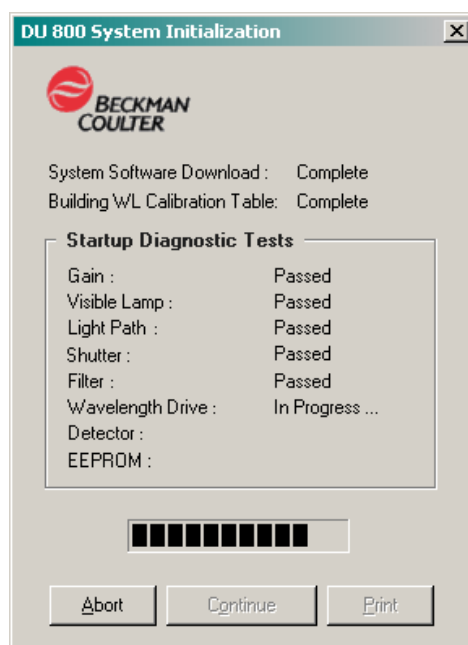 DU 800 System Initialization
BECKMAN
COULTER
System Software Download : Complete
Building WL Calibration Table: Complete
Startup Diagnostic Tests
Gain : Passed
Visible Lamp : Passed
Light Path : Passed
Shutter : Passed
Filter : Passed
Wavelength Drive : In Progress ...
Detector :
EEPROM :
Abort Continue Print